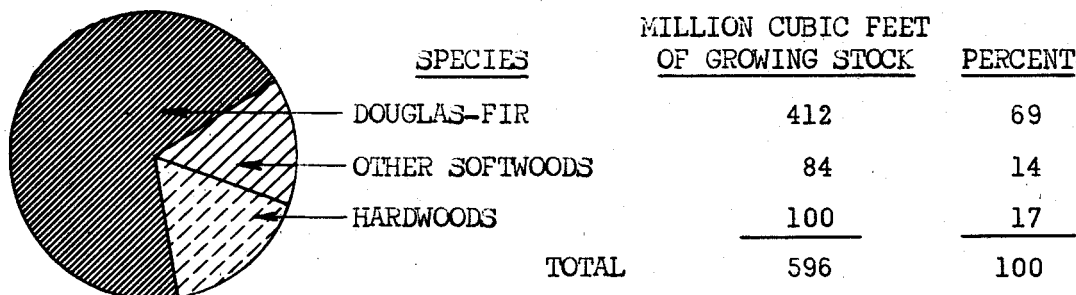 MILLION CUBIC FEET
SPECIES OF GROWING STOCK PERCENT
DOUGLAS-FIR 412 69
OTHER SOFTWOODS 84 14
HARDWOODS 100 17
TOTAL 596 100